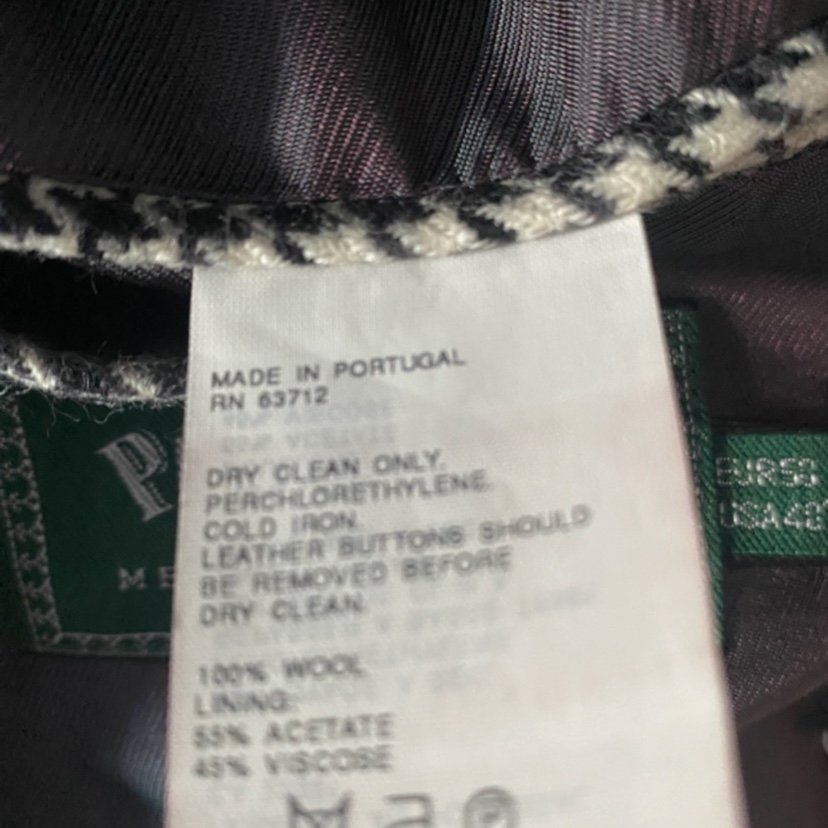 MADE IN PORTUGAL
RN 63712
DRY CLEAN ONLY.
PERCHLORETHYLENE.
COLD IRON.
LEATHER BUTTONS SHOULD
BE REMOVED BEFORE
DRY CLEAN.
100% WOOL
LINING:
55% ACETATE
45% VISCOSE
P
ME